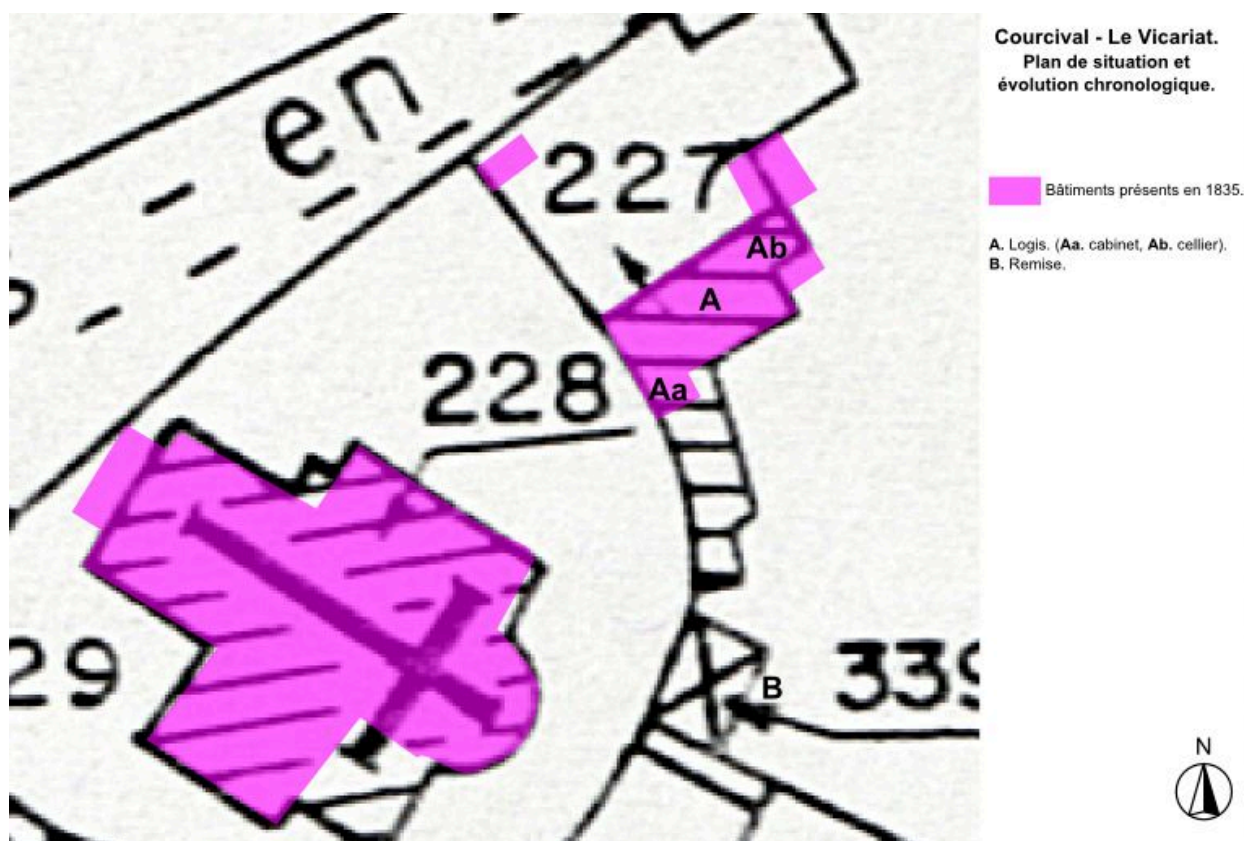 Courcival - Le Vicariat.
Plan de situation et
évolution chronologique.
Bâtiments présents en 1835.
A. Logis. (Aa. cabinet, Ab. cellier).
B. Remise.
N
en
227
Ab
A
228
Aa
29
B
339